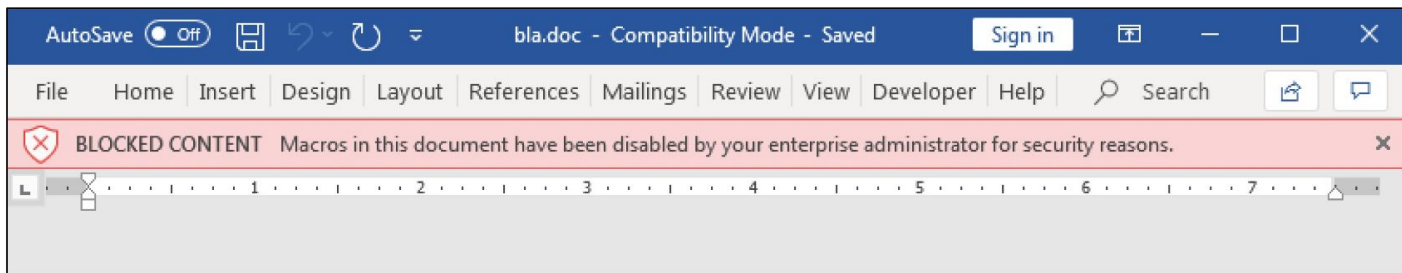 AutoSave Off bla.doc - Compatibility Mode - Saved Sign in
File Home Insert Design Layout References Mailings Review View Developer Help Search
BLOCKED CONTENT Macros in this document have been disabled by your enterprise administrator for security reasons.
L 1 2 3 4 5 6 7